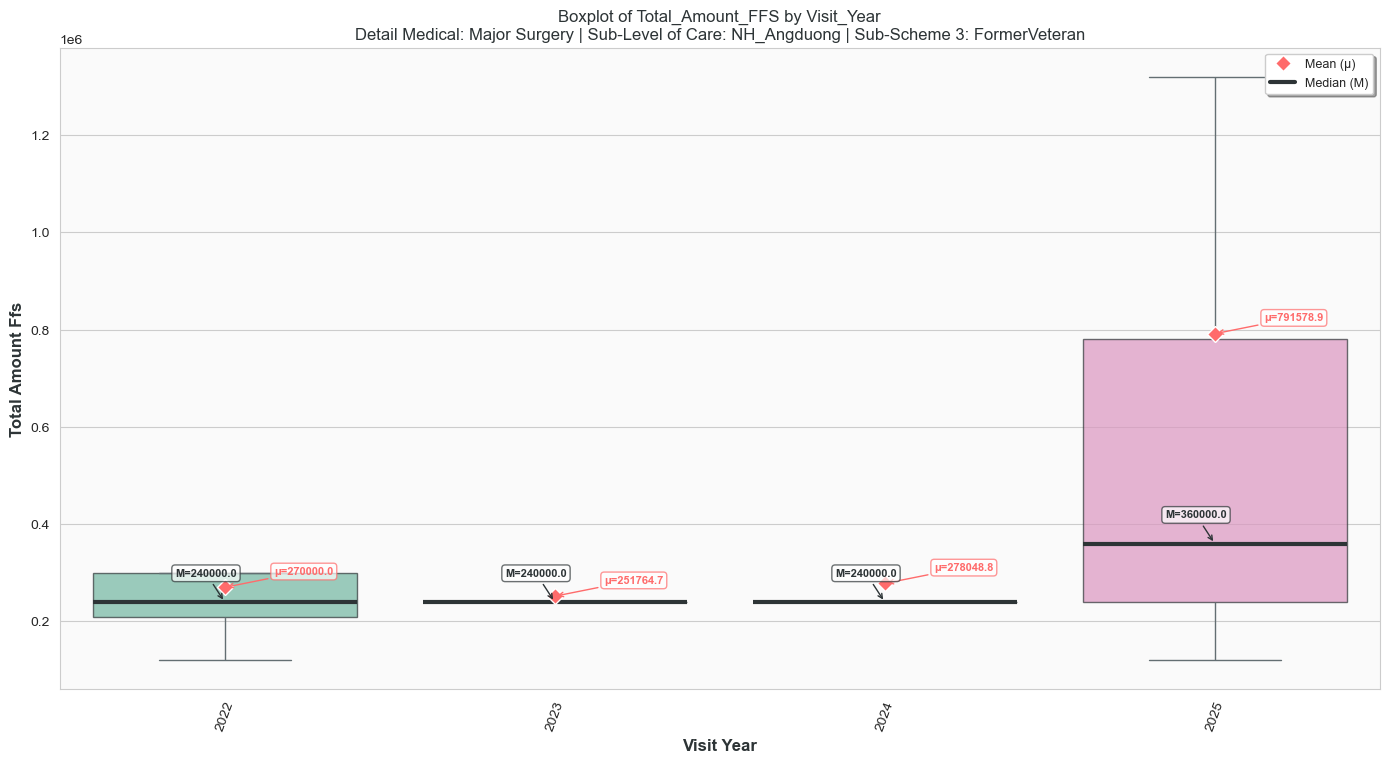 Boxplot of Total_Amount_FFS by Visit_Year
Detail Medical: Major Surgery | Sub-Level of Care: NH_Angduong | Sub-Scheme 3: FormerVeteran
1e6
Mean (μ)
Median (M)
1.2
1.0
0.8
0.6
0.4
0.2
Total Amount Ffs
M=240000.0
μ=270000.0
M=240000.0
μ=251764.7
M=240000.0
μ=278048.8
M=360000.0
μ=791578.9
2022
2023
2024
2025
Visit Year